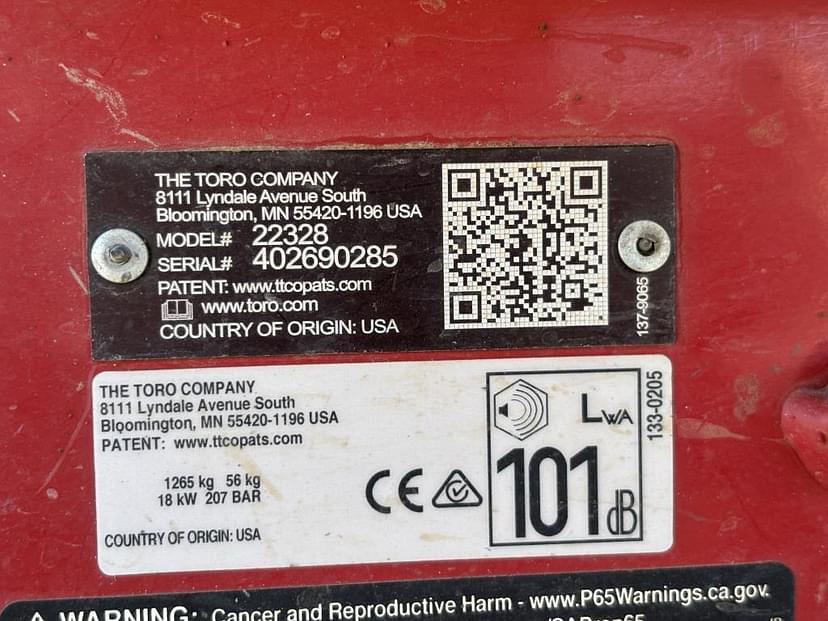 THE TORO COMPANY
8111 Lyndale Avenue South
Bloomington, MN 55420-1196 USA
MODEL# 22328
SERIAL# 402690285
PATENT: www.ttcopats.com
www.toro.com
COUNTRY OF ORIGIN: USA
137-9065
THE TORO COMPANY
8111 Lyndale Avenue South
Bloomington, MN 55420-1196 USA
PATENT: www.ttcopats.com
1265 kg 56 kg
18 kW 207 BAR
COUNTRY OF ORIGIN: USA
CE
LWA
101 dB
133-0205
WARNING: Cancer and Reproductive Harm - www.P65Warnings.ca.gov